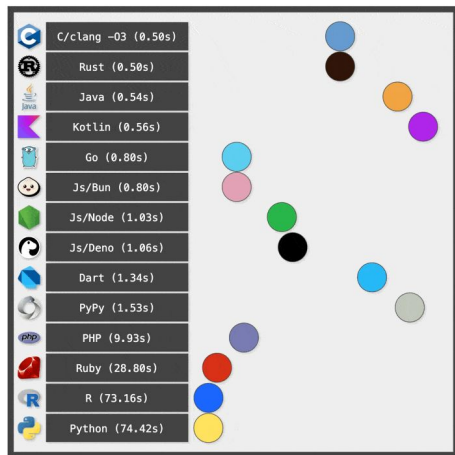 C/clang -O3 (0.50s)
Rust (0.50s)
Java (0.54s)
Kotlin (0.56s)
Go (0.80s)
Js/Bun (0.80s)
Js/Node (1.03s)
Js/Deno (1.06s)
Dart (1.34s)
PyPy (1.53s)
PHP (9.93s)
Ruby (28.80s)
R (73.16s)
Python (74.42s)
C
R
Java
php
R